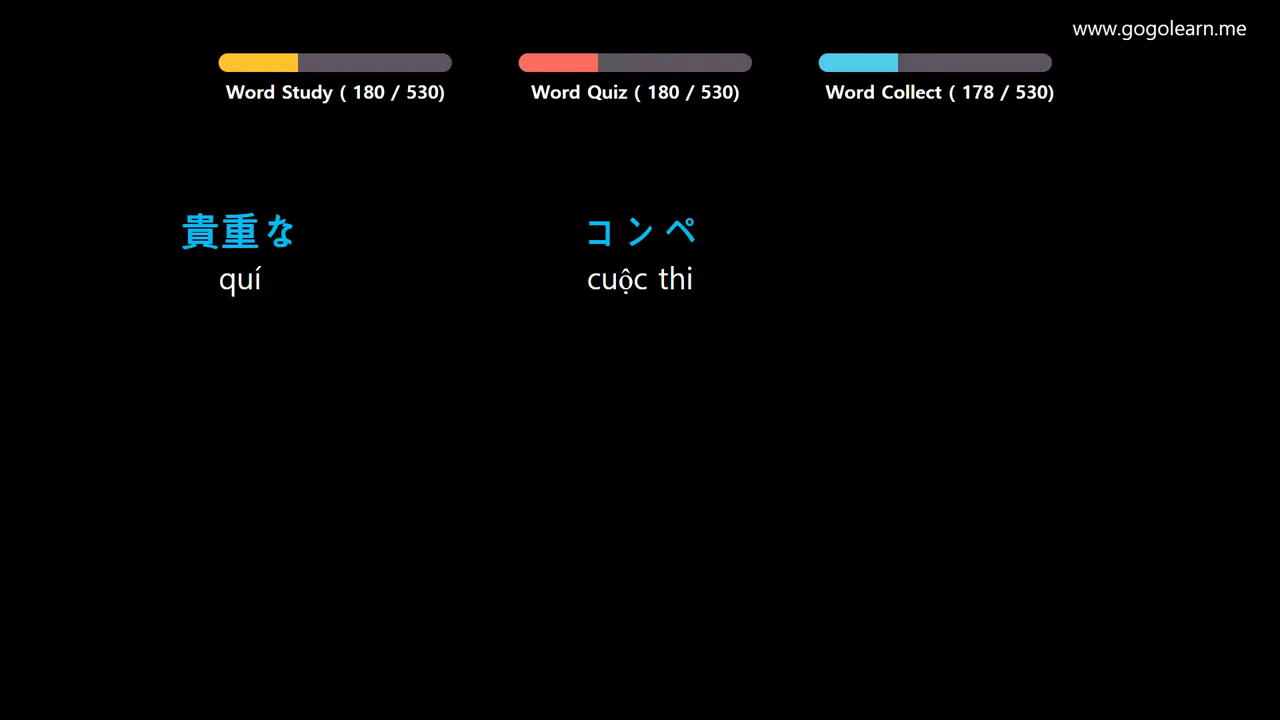 www.gogolearn.me
Word Study ( 180 / 530)
Word Quiz ( 180 / 530)
Word Collect ( 178 / 530)
貴重な
quí
コンペ
cuộc thi